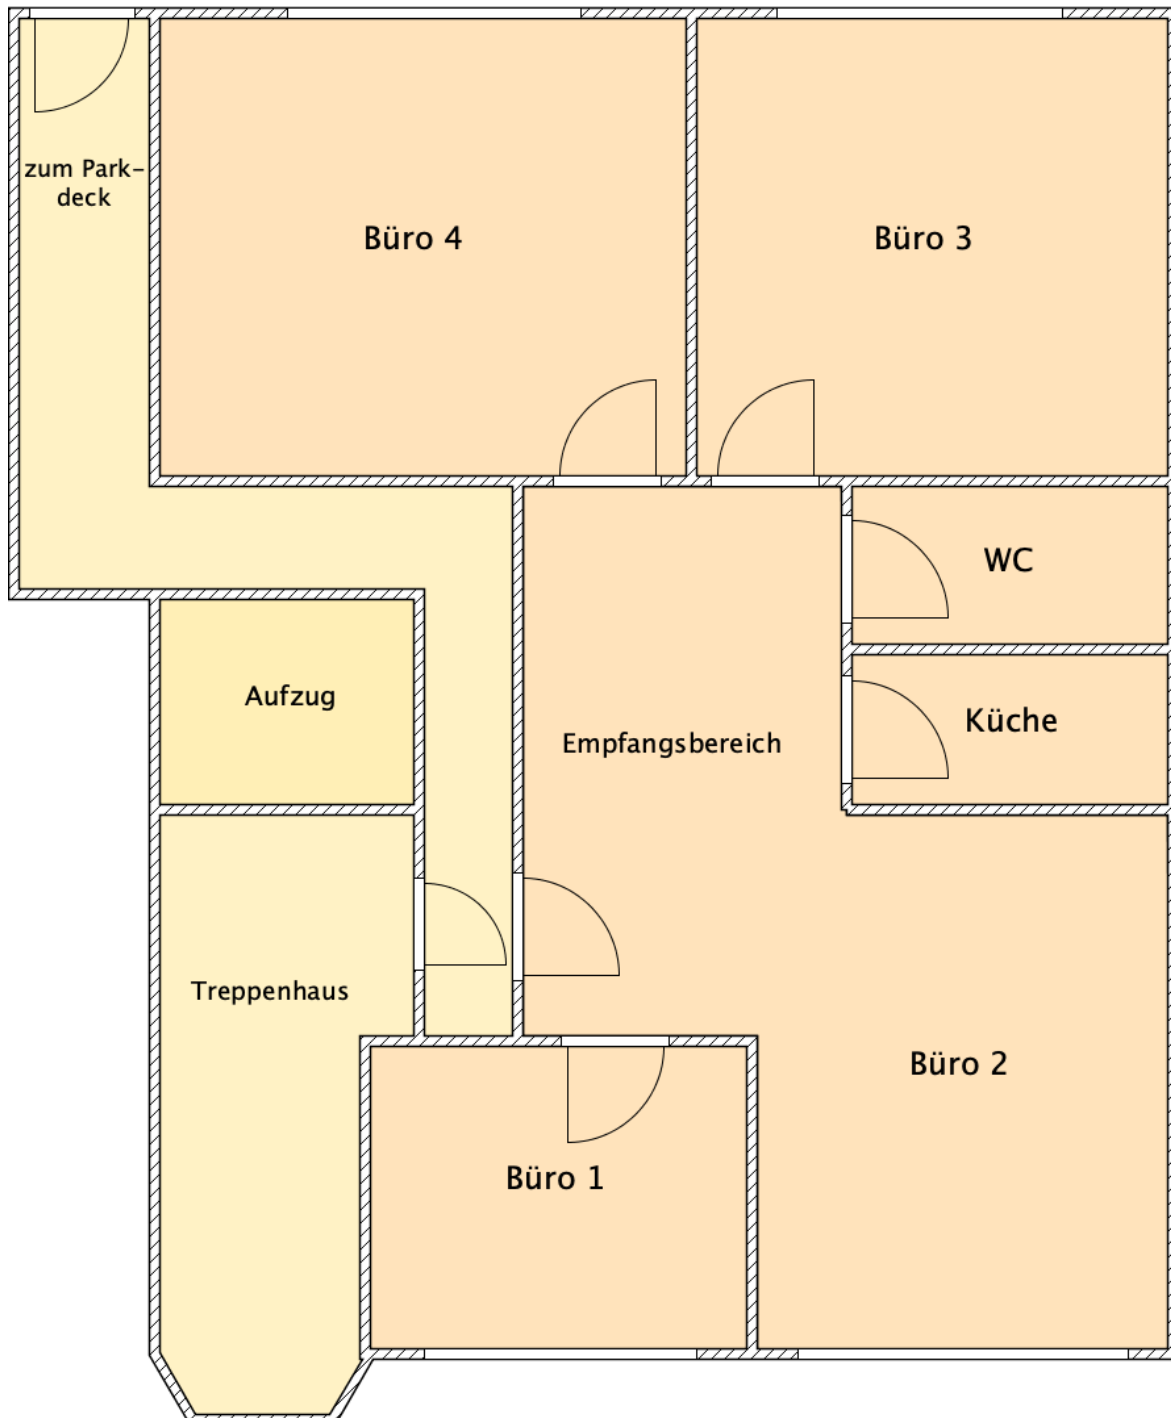 zum Park-
deck
Büro 4
Büro 3
WC
Aufzug
Küche
Empfangsbereich
Treppenhaus
Büro 2
Büro 1